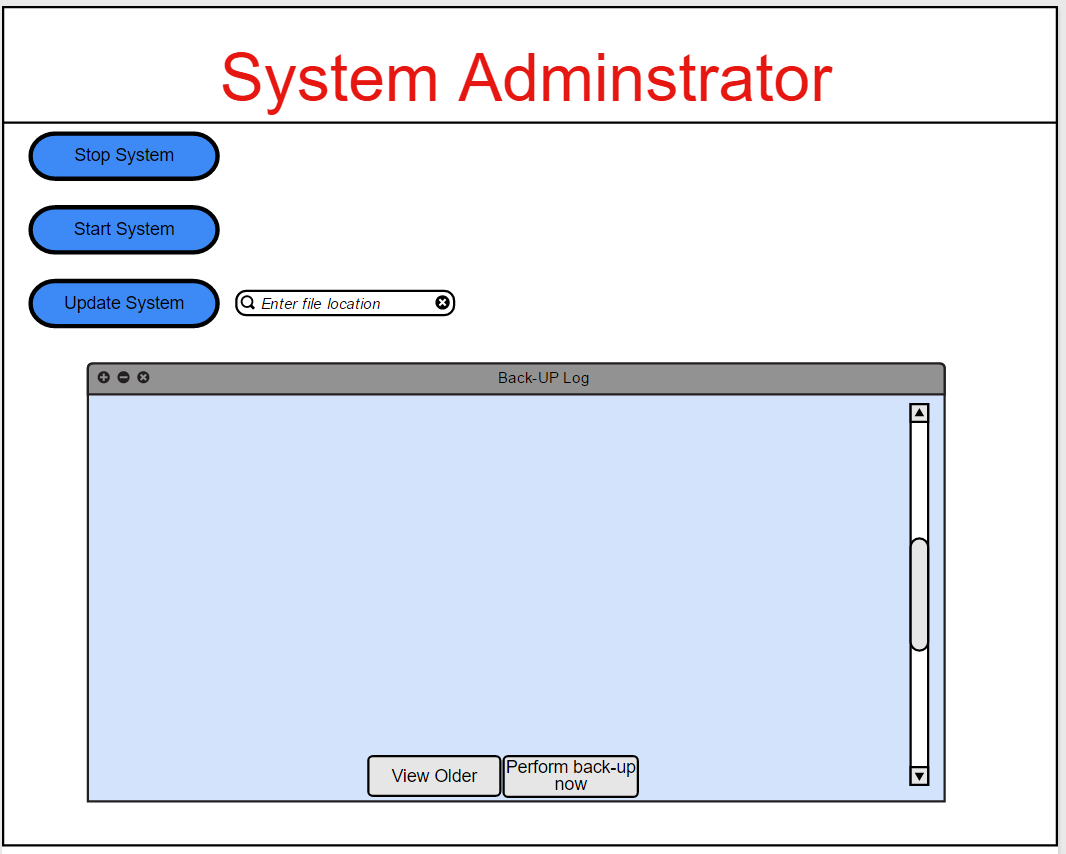 System Adminstrator
Stop System
Start System
Update System
Enter file location
Back-UP Log
View Older
Perform back-up
now